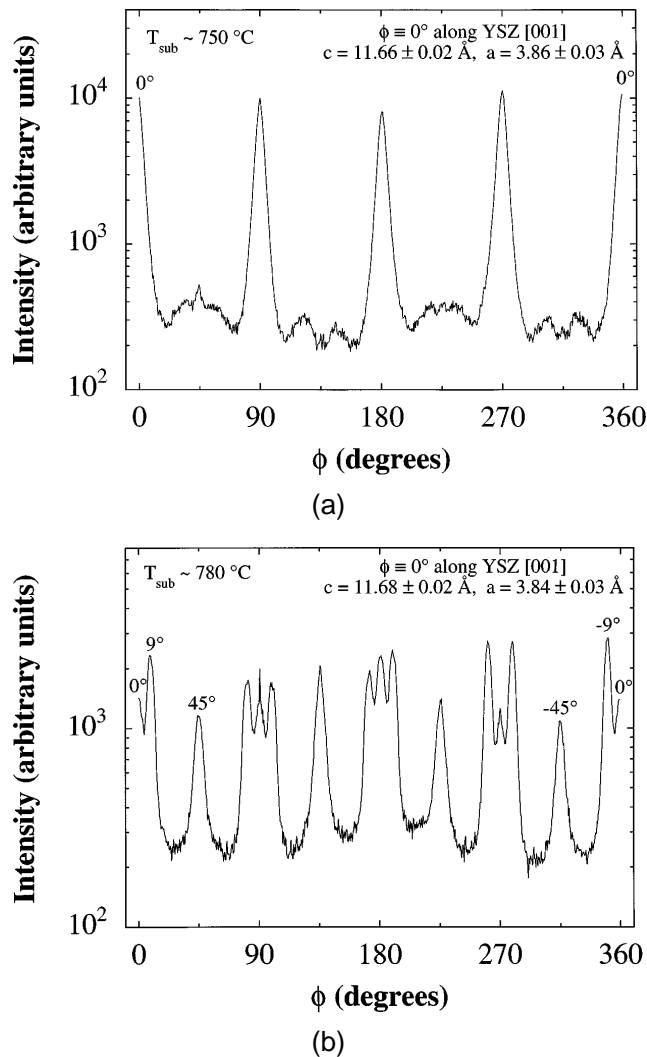 T_sub ~ 750 °C
ϕ ≡ 0° along YSZ [001]
c = 11.66 ± 0.02 Å, a = 3.86 ± 0.03 Å
0°
0°
10^4
10^3
10^2
Intensity (arbitrary units)
0 90 180 270 360
ϕ (degrees)
(a)
T_sub ~ 780 °C
ϕ ≡ 0° along YSZ [001]
c = 11.68 ± 0.02 Å, a = 3.84 ± 0.03 Å
9°
-9°
0°
0°
45°
-45°
10^3
10^2
Intensity (arbitrary units)
0 90 180 270 360
ϕ (degrees)
(b)